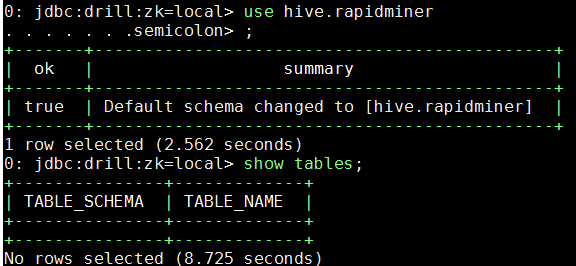 0: jdbc:drill:zk=local> use hive.rapidminer
. . . . . . .semicolon> ;
+-------+----------------------------------------------+
|  ok   |                   summary                    |
+-------+----------------------------------------------+
| true  | Default schema changed to [hive.rapidminer]  |
+-------+----------------------------------------------+
1 row selected (2.562 seconds)
0: jdbc:drill:zk=local> show tables;
+---------------+-------------+
| TABLE_SCHEMA  | TABLE_NAME  |
+---------------+-------------+
+---------------+-------------+
No rows selected (8.725 seconds)